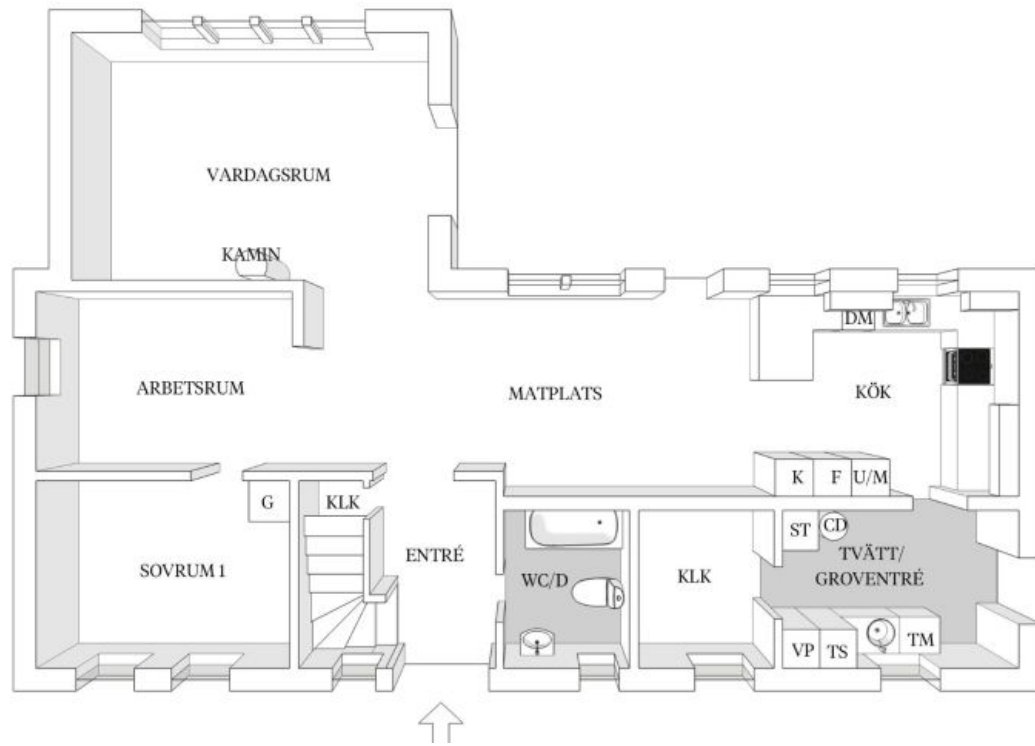 VARDAGSRUM
KAMIN
DM
ARBETSRUM
MATPLATS
KÖK
K F U/M
G
KLK
ST
CD
ENTRÉ
TVÄTT/
GROVENTRÉ
SOVRUM 1
WC/D
KLK
VP TS
TM